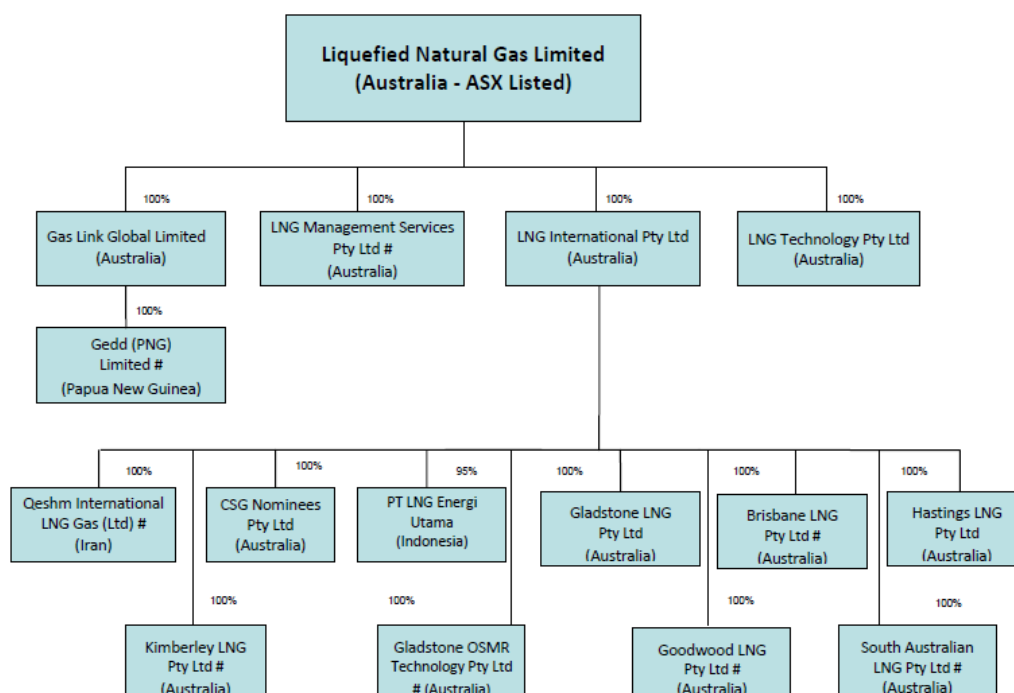 Liquefied Natural Gas Limited
(Australia - ASX Listed)
100%
100%
100%
100%
Gas Link Global Limited
(Australia)
LNG Management Services
Pty Ltd #
(Australia)
LNG International Pty Ltd
(Australia)
LNG Technology Pty Ltd
(Australia)
100%
Gedd (PNG)
Limited #
(Papua New Guinea)
100%
100%
95%
100%
100%
100%
Qeshm International
LNG Gas (Ltd) #
(Iran)
CSG Nominees
Pty Ltd
(Australia)
PT LNG Energi
Utama
(Indonesia)
Gladstone LNG
Pty Ltd
(Australia)
Brisbane LNG
Pty Ltd #
(Australia)
Hastings LNG
Pty Ltd
(Australia)
100%
100%
100%
100%
Kimberley LNG
Pty Ltd #
(Australia)
Gladstone OSMR
Technology Pty Ltd
# (Australia)
Goodwood LNG
Pty Ltd #
(Australia)
South Australian
LNG Pty Ltd #
(Australia)